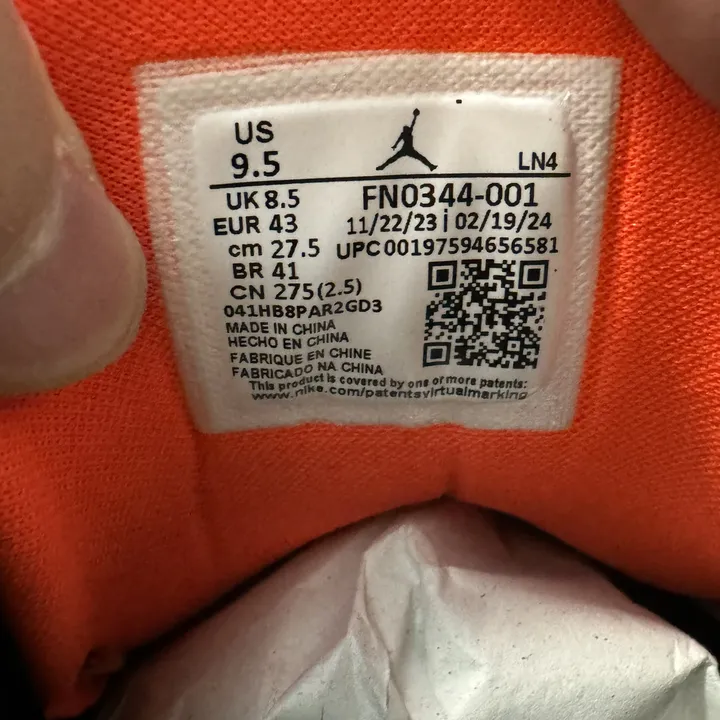 US
9.5
LN4
UK 8.5
FN0344-001
EUR 43
11/22/23 | 02/19/24
cm 27.5
UPC00197594656581
BR 41
CN 275(2.5)
041HB8PAR2GD3
MADE IN CHINA
HECHO EN CHINA
FABRIQUE EN CHINE
FABRICADO NA CHINA
This product is covered by one or more patents:
www.nike.com/patentsvirtualmarking